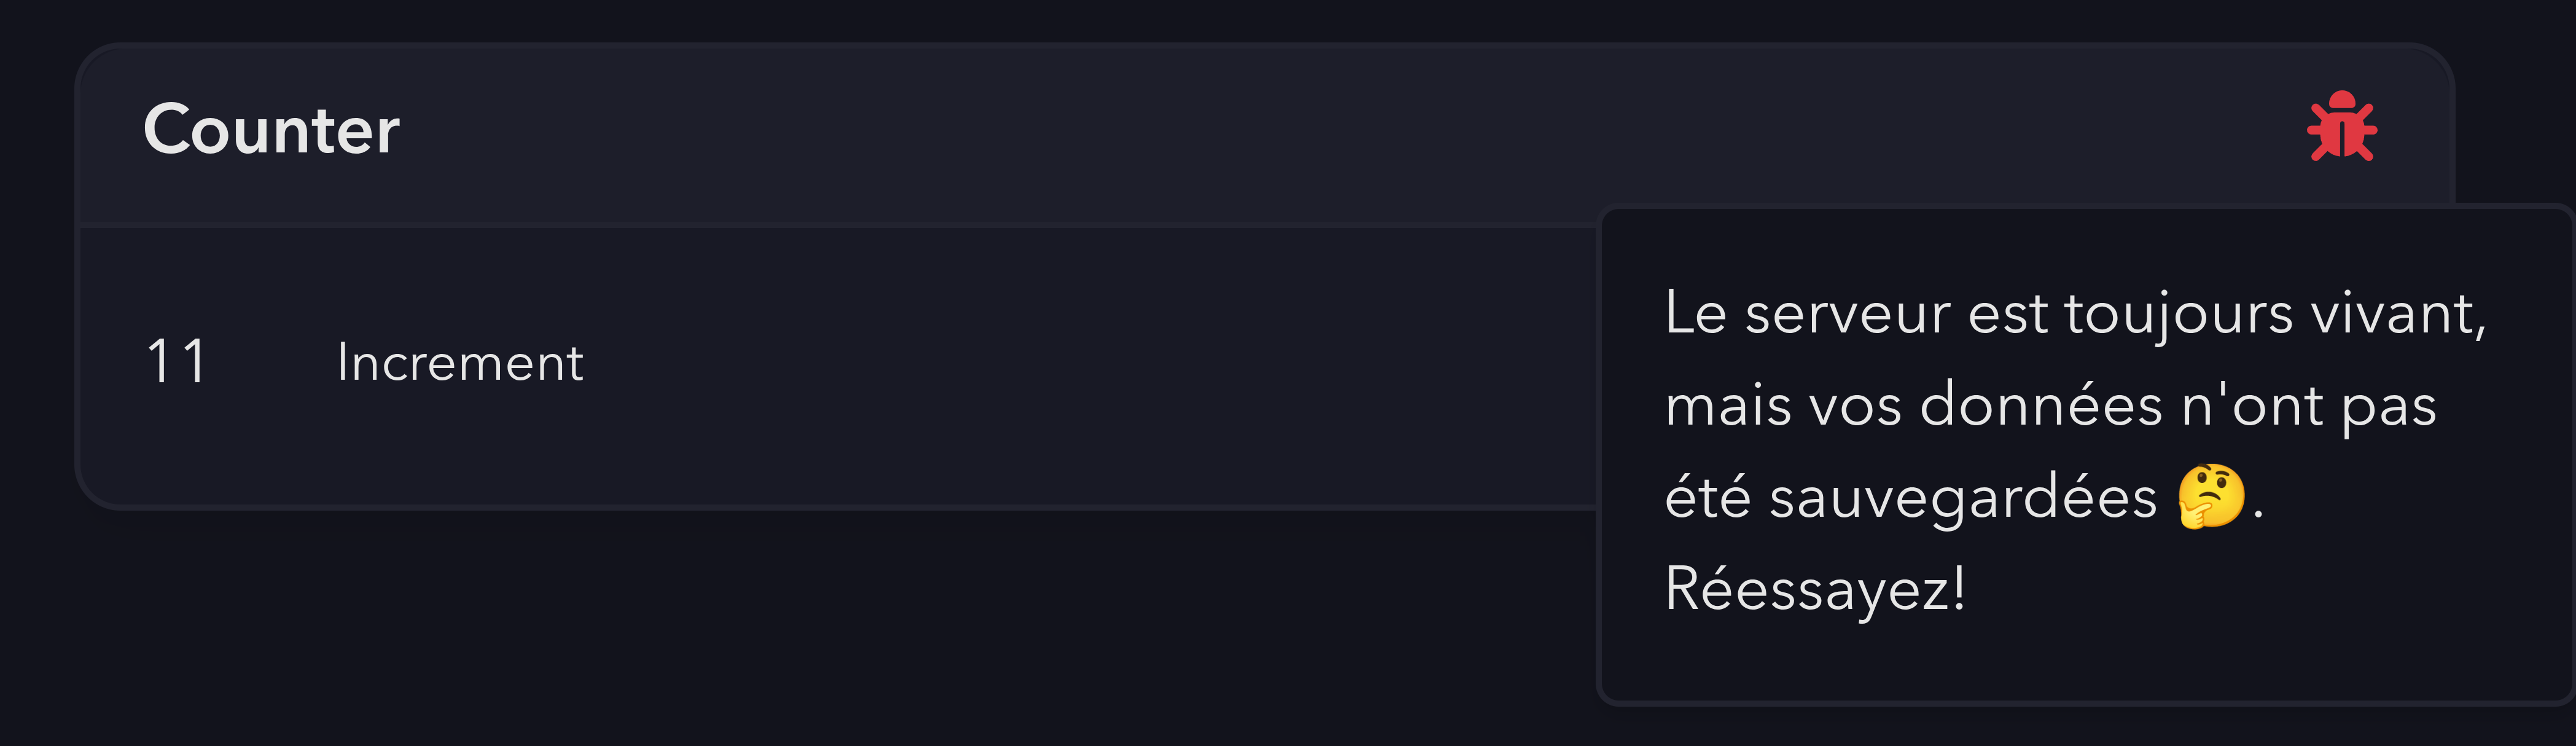 Counter
11 Increment
Le serveur est toujours vivant,
mais vos données n'ont pas
été sauvegardées 🤔.
Réessayez!